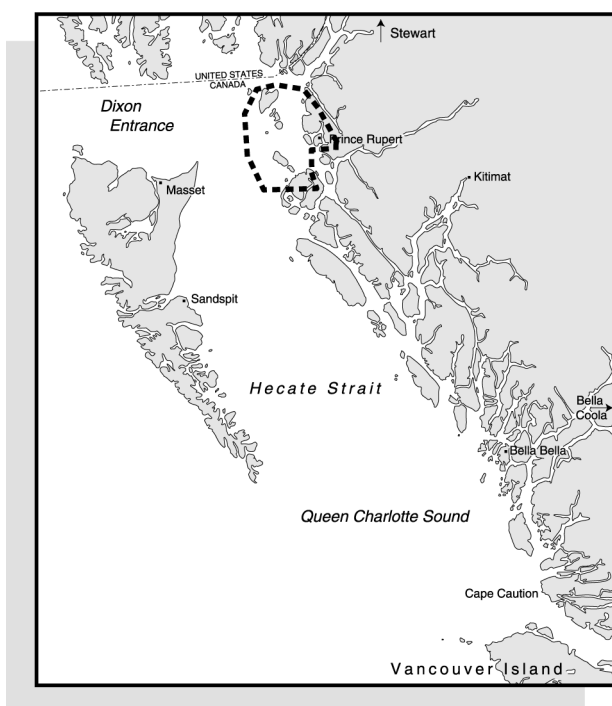 Stewart
UNITED STATES
CANADA
Dixon
Entrance
Prince Rupert
Kitimat
Masset
Sandspit
Hecate Strait
Bella
Coola
Bella Bella
Queen Charlotte Sound
Cape Caution
Vancouver Island